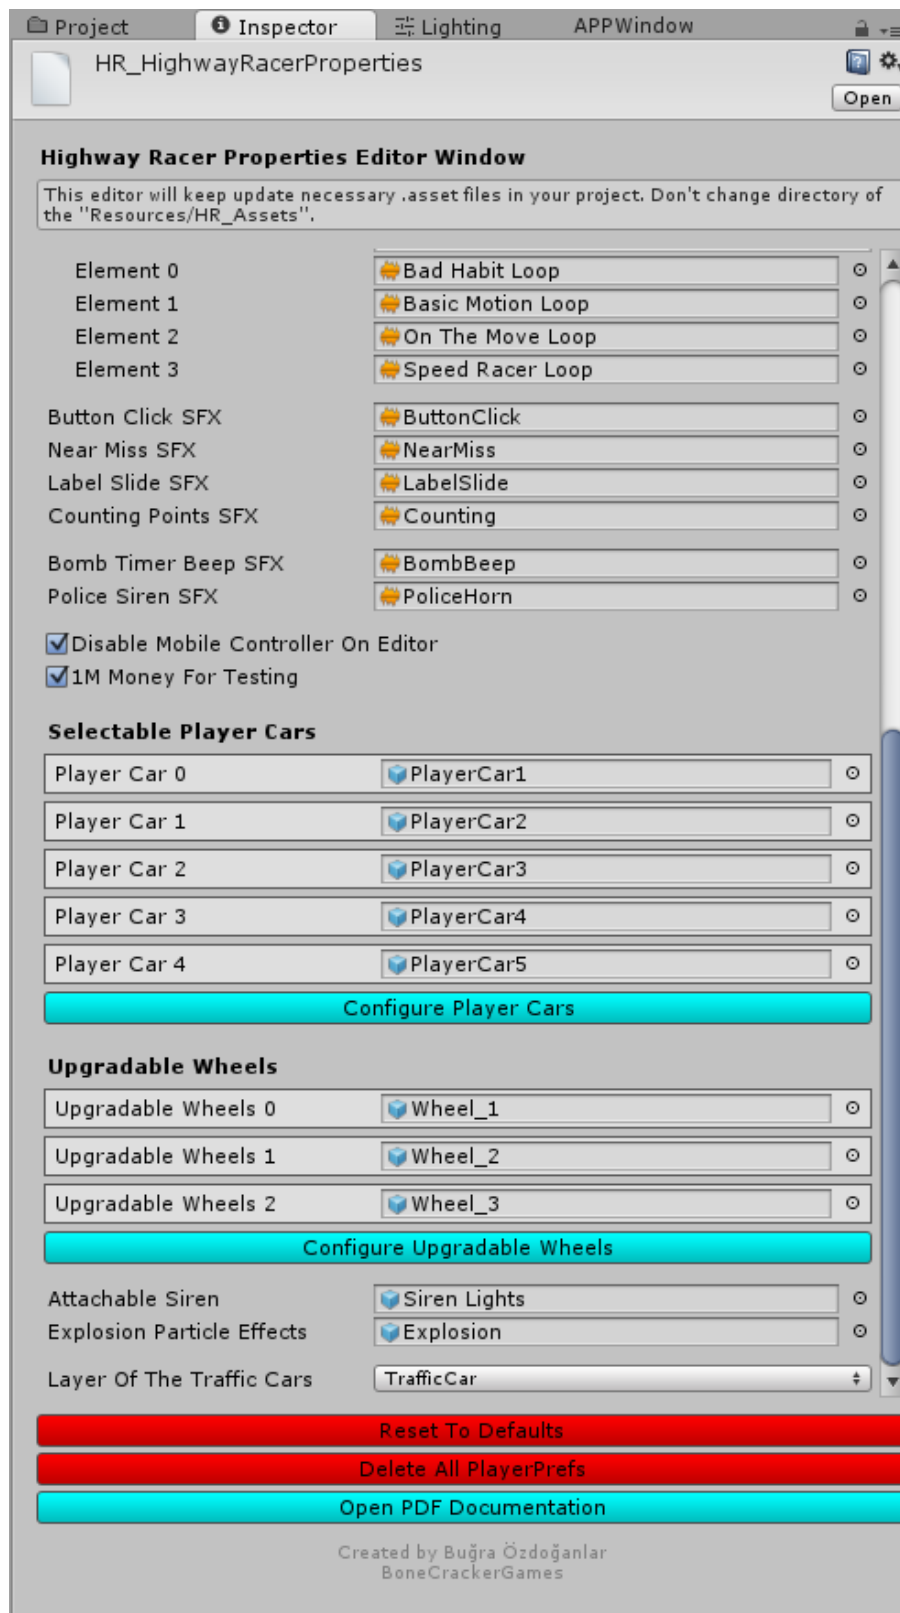 Project Inspector Lighting APPWindow
HR_HighwayRacerProperties
Open
Highway Racer Properties Editor Window
This editor will keep update necessary .asset files in your project. Don't change directory of
the "Resources/HR_Assets".
Element 0 Bad Habit Loop
Element 1 Basic Motion Loop
Element 2 On The Move Loop
Element 3 Speed Racer Loop
Button Click SFX ButtonClick
Near Miss SFX NearMiss
Label Slide SFX LabelSlide
Counting Points SFX Counting
Bomb Timer Beep SFX BombBeep
Police Siren SFX PoliceHorn
Disable Mobile Controller On Editor
1M Money For Testing
Selectable Player Cars
Player Car 0 PlayerCar1
Player Car 1 PlayerCar2
Player Car 2 PlayerCar3
Player Car 3 PlayerCar4
Player Car 4 PlayerCar5
Configure Player Cars
Upgradable Wheels
Upgradable Wheels 0 Wheel_1
Upgradable Wheels 1 Wheel_2
Upgradable Wheels 2 Wheel_3
Configure Upgradable Wheels
Attachable Siren Siren Lights
Explosion Particle Effects Explosion
Layer Of The Traffic Cars TrafficCar
Reset To Defaults
Delete All PlayerPrefs
Open PDF Documentation
Created by Buğra Özdoğanlar
BoneCrackerGames